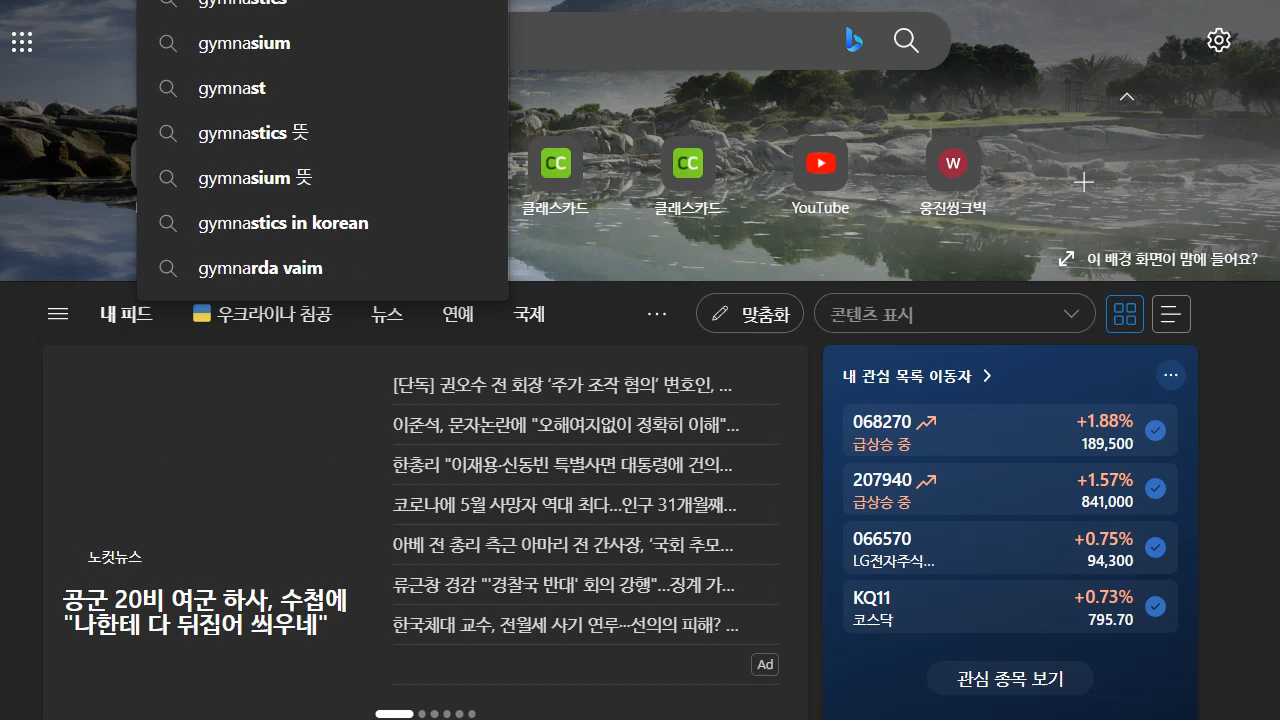 gymnastics
gymnasium
gymnast
gymnastics 뜻
gymnasium 뜻
gymnastics in korean
gymnarda vaim
CC
클래스카드
CC
클래스카드
YouTube
W
웅진씽크빅
이 배경 화면이 맘에 들어요?
내 피드
우크라이나 침공
뉴스
연예
국제
맞춤화
콘텐츠 표시
노컷뉴스
공군 20비 여군 하사, 수첩에
"나한테 다 뒤집어 씌우네"
[단독] 권오수 전 회장 ‘주가 조작 혐의’ 변호인, ...
이준석, 문자논란에 "오해여지없이 정확히 이해"...
한총리 "이재용·신동빈 특별사면 대통령에 건의...
코로나에 5월 사망자 역대 최다…인구 31개월째...
아베 전 총리 측근 아마리 전 간사장, ‘국회 추모...
류근창 경감 "'경찰국 반대' 회의 강행"…징계 가...
한국체대 교수, 전월세 사기 연루…선의의 피해? ...
Ad
내 관심 목록 이동자
068270
+1.88%
급상승 중
189,500
207940
+1.57%
급상승 중
841,000
066570
+0.75%
LG전자주식...
94,300
KQ11
+0.73%
코스닥
795.70
관심 종목 보기